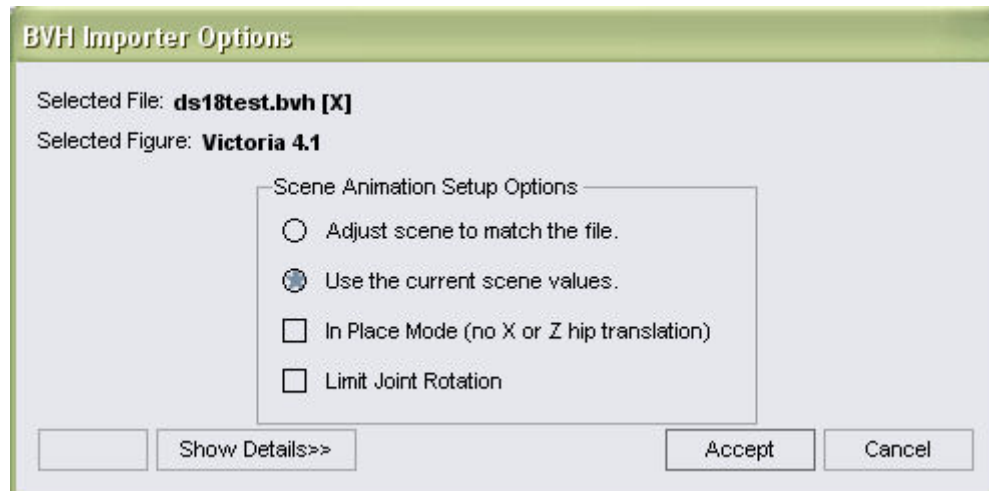 BVH Importer Options
Selected File: ds18test.bvh [X]
Selected Figure: Victoria 4.1
Scene Animation Setup Options
Adjust scene to match the file.
Use the current scene values.
In Place Mode (no X or Z hip translation)
Limit Joint Rotation
Show Details>> Accept Cancel